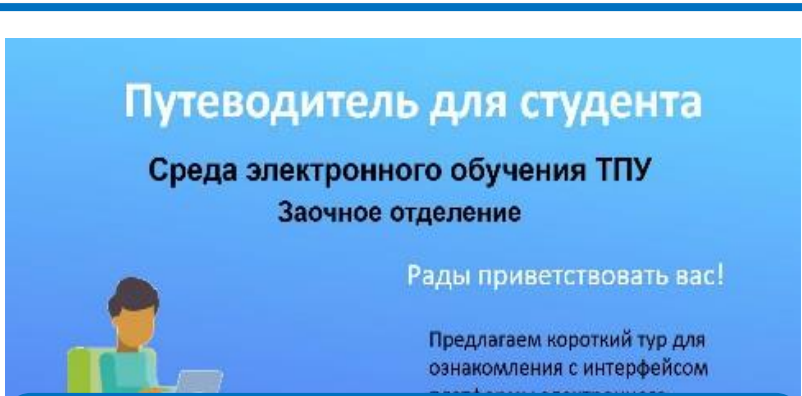 Путеводитель для студента
Среда электронного обучения ТПУ
Заочное отделение
Рады приветствовать вас!
Предлагаем короткий тур для
ознакомления с интерфейсом